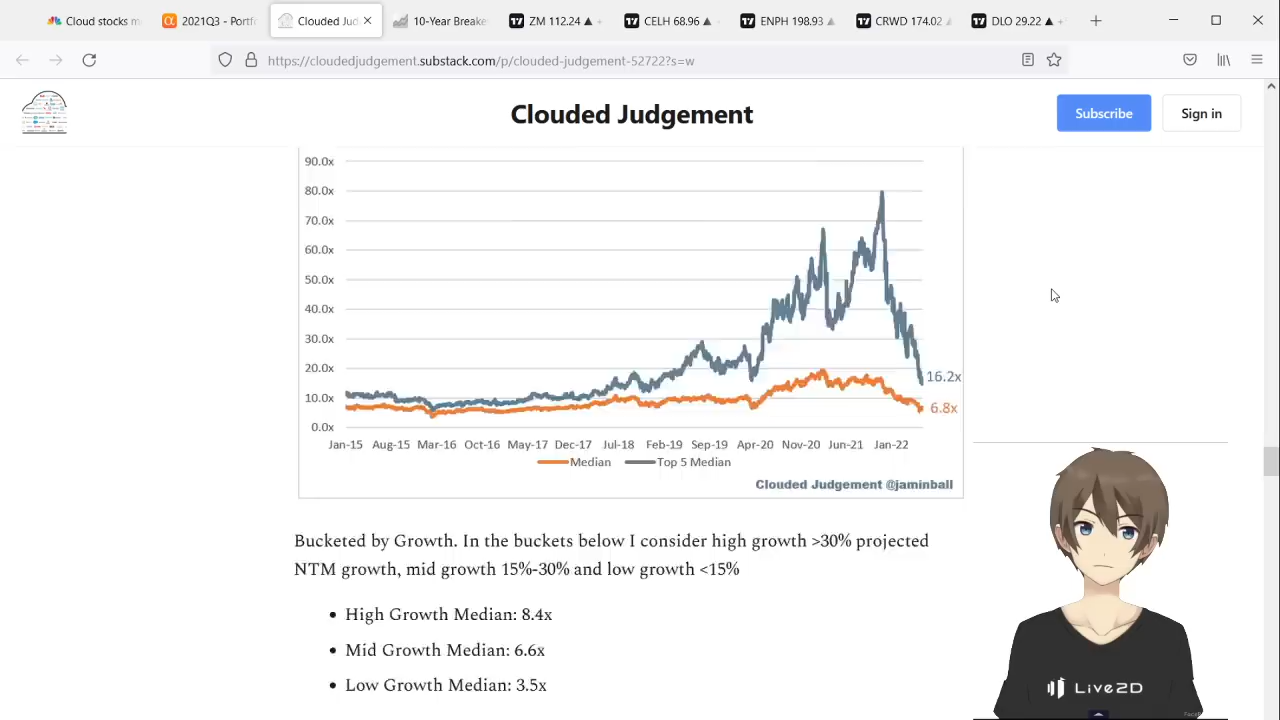 Cloud stocks m
2021Q3 - Portf
Clouded Jud
10-Year Breake
ZM 112.24 ▲
CELH 68.96 ▲
ENPH 198.93
CRWD 174.02
DLO 29.22 ▲
https://cloudedjudgement.substack.com/p/clouded-judgement-52722?s=w
Clouded Judgement
Subscribe
Sign in
90.0x
80.0x
70.0x
60.0x
50.0x
40.0x
30.0x
20.0x
10.0x
0.0x
16.2x
6.8x
Jan-15 Aug-15 Mar-16 Oct-16 May-17 Dec-17 Jul-18 Feb-19 Sep-19 Apr-20 Nov-20 Jun-21 Jan-22
Median Top 5 Median
Clouded Judgement @jaminball
Bucketed by Growth. In the buckets below I consider high growth >30% projected
NTM growth, mid growth 15%-30% and low growth <15%
• High Growth Median: 8.4x
• Mid Growth Median: 6.6x
• Low Growth Median: 3.5x
Live2D